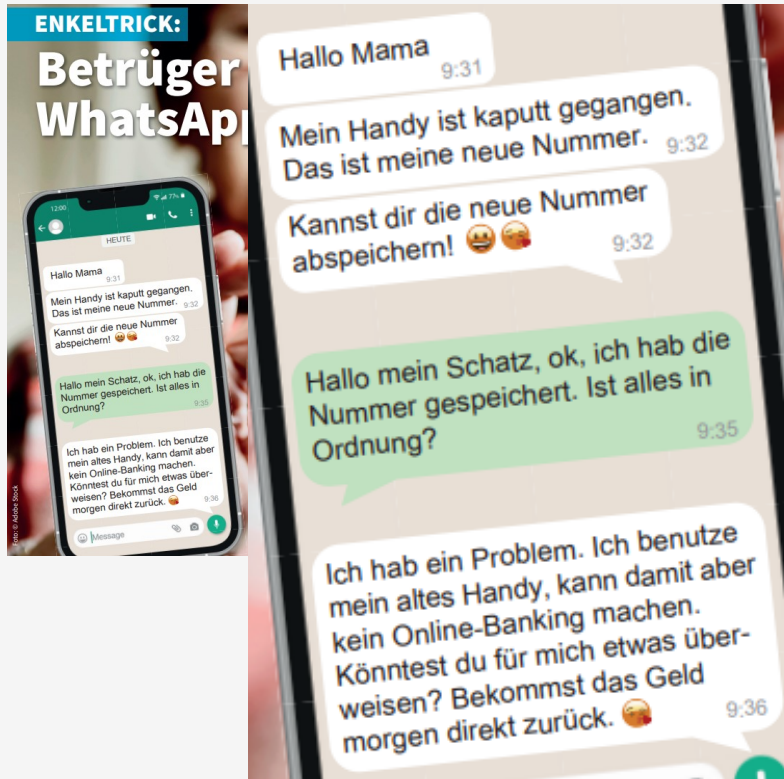 ENKELTRICK:
Betrüger
12:00
77%
HEUTE
Hallo Mama
9:31
Mein Handy ist kaputt gegangen.
Das ist meine neue Nummer. 9:32
Kannst dir die neue Nummer
abspeichern! 😀😘
9:32
Hallo mein Schatz, ok, ich hab die
Nummer gespeichert. Ist alles in
Ordnung?
9:35
Ich hab ein Problem. Ich benutze
mein altes Handy, kann damit aber
kein Online-Banking machen.
Könntest du für mich etwas über-
weisen? Bekommst das Geld
morgen direkt zurück. 😘
9:36
Message
Foto: © Adobe Stock
Hallo Mama
9:31
Mein Handy ist kaputt gegangen.
Das ist meine neue Nummer. 9:32
Kannst dir die neue Nummer
abspeichern! 😀😘 9:32
Hallo mein Schatz, ok, ich hab die
Nummer gespeichert. Ist alles in
Ordnung?
9:35
Ich hab ein Problem. Ich benutze
mein altes Handy, kann damit aber
kein Online-Banking machen.
Könntest du für mich etwas über-
weisen? Bekommst das Geld
morgen direkt zurück. 😘
9:36